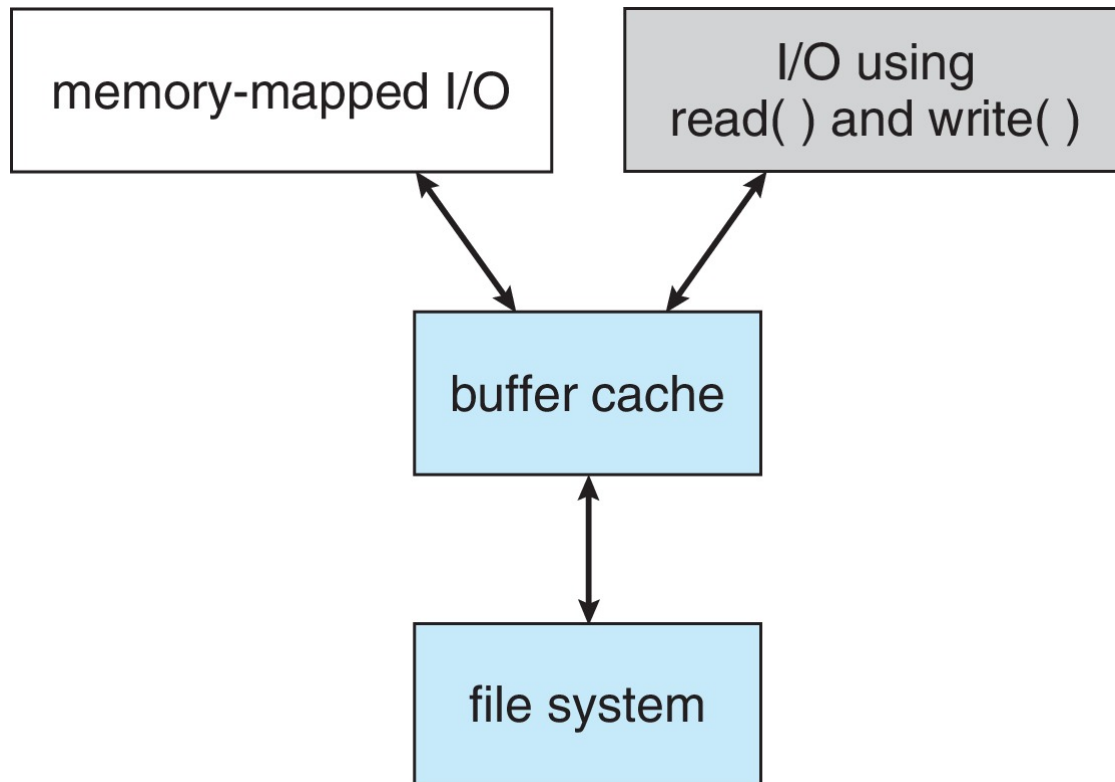 memory-mapped I/O
I/O using
read( ) and write( )
buffer cache
file system